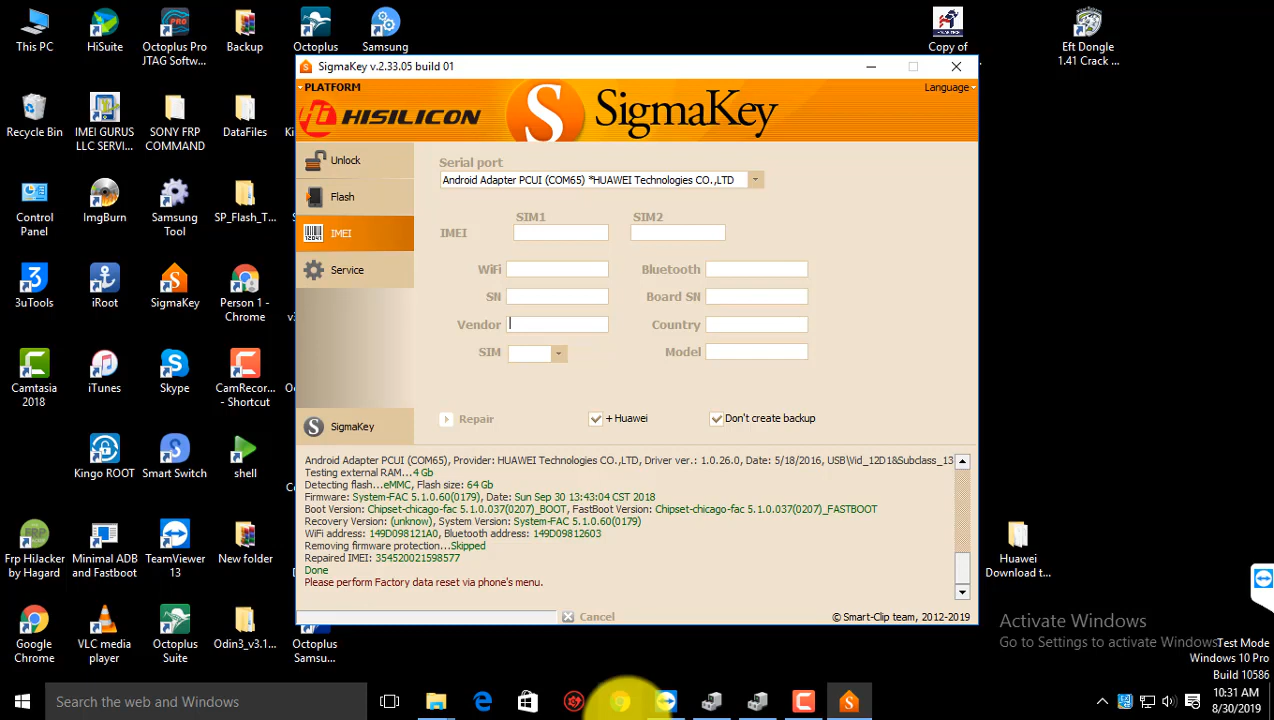 This PC
HiSuite
Octoplus Pro
JTAG Softw...
Backup
Octoplus
Samsung
Copy of
Eft Dongle
1.41 Crack ...
SigmaKey v.2.33.05 build 01
PLATFORM
Language
HISILICON
S
SigmaKey
Recycle Bin
IMEI GURUS
LLC SERVI...
SONY FRP
COMMAND
DataFiles
Unlock
Serial port
Android Adapter PCUI (COM65) *HUAWEI Technologies CO.,LTD
Flash
Control
Panel
ImgBurn
Samsung
Tool
SP_Flash_T...
IMEI
SIM1
SIM2
IMEI
Service
WiFi
Bluetooth
3uTools
iRoot
SigmaKey
Person 1 -
Chrome
SN
Board SN
Vendor
Country
SIM
Model
Camtasia
2018
iTunes
Skype
CamRecor...
- Shortcut
SigmaKey
Repair
+ Huawei
Don't create backup
Kingo ROOT
Smart Switch
shell
Android Adapter PCUI (COM65), Provider: HUAWEI Technologies CO.,LTD, Driver ver.: 1.0.26.0, Date: 5/18/2016, USB\Vid_12D1&Subclass_13
Testing external RAM...4 Gb
Detecting flash...eMMC, Flash size: 64 Gb
Firmware: System-FAC 5.1.0.60(0179), Date: Sun Sep 30 13:43:04 CST 2018
Boot Version: Chipset-chicago-fac 5.1.0.037(0207)_BOOT, FastBoot Version: Chipset-chicago-fac 5.1.0.037(0207)_FASTBOOT
Recovery Version: (unknow), System Version: System-FAC 5.1.0.60(0179)
WiFi address: 149D098121A0, Bluetooth address: 149D09812603
Removing firmware protection...Skipped
Repaired IMEI: 354520021598577
Done
Please perform Factory data reset via phone's menu.
Frp HiJacker
by Hagard
Minimal ADB
and Fastboot
TeamViewer
13
New folder
Huawei
Download t...
Cancel
© Smart-Clip team, 2012-2019
Google
Chrome
VLC media
player
Octoplus
Suite
Odin3_v3.1...
Octoplus
Samsu...
Activate Windows
Go to Settings to activate Windows.
Test Mode
Windows 10 Pro
Build 10586
Search the web and Windows
10:31 AM
8/30/2019